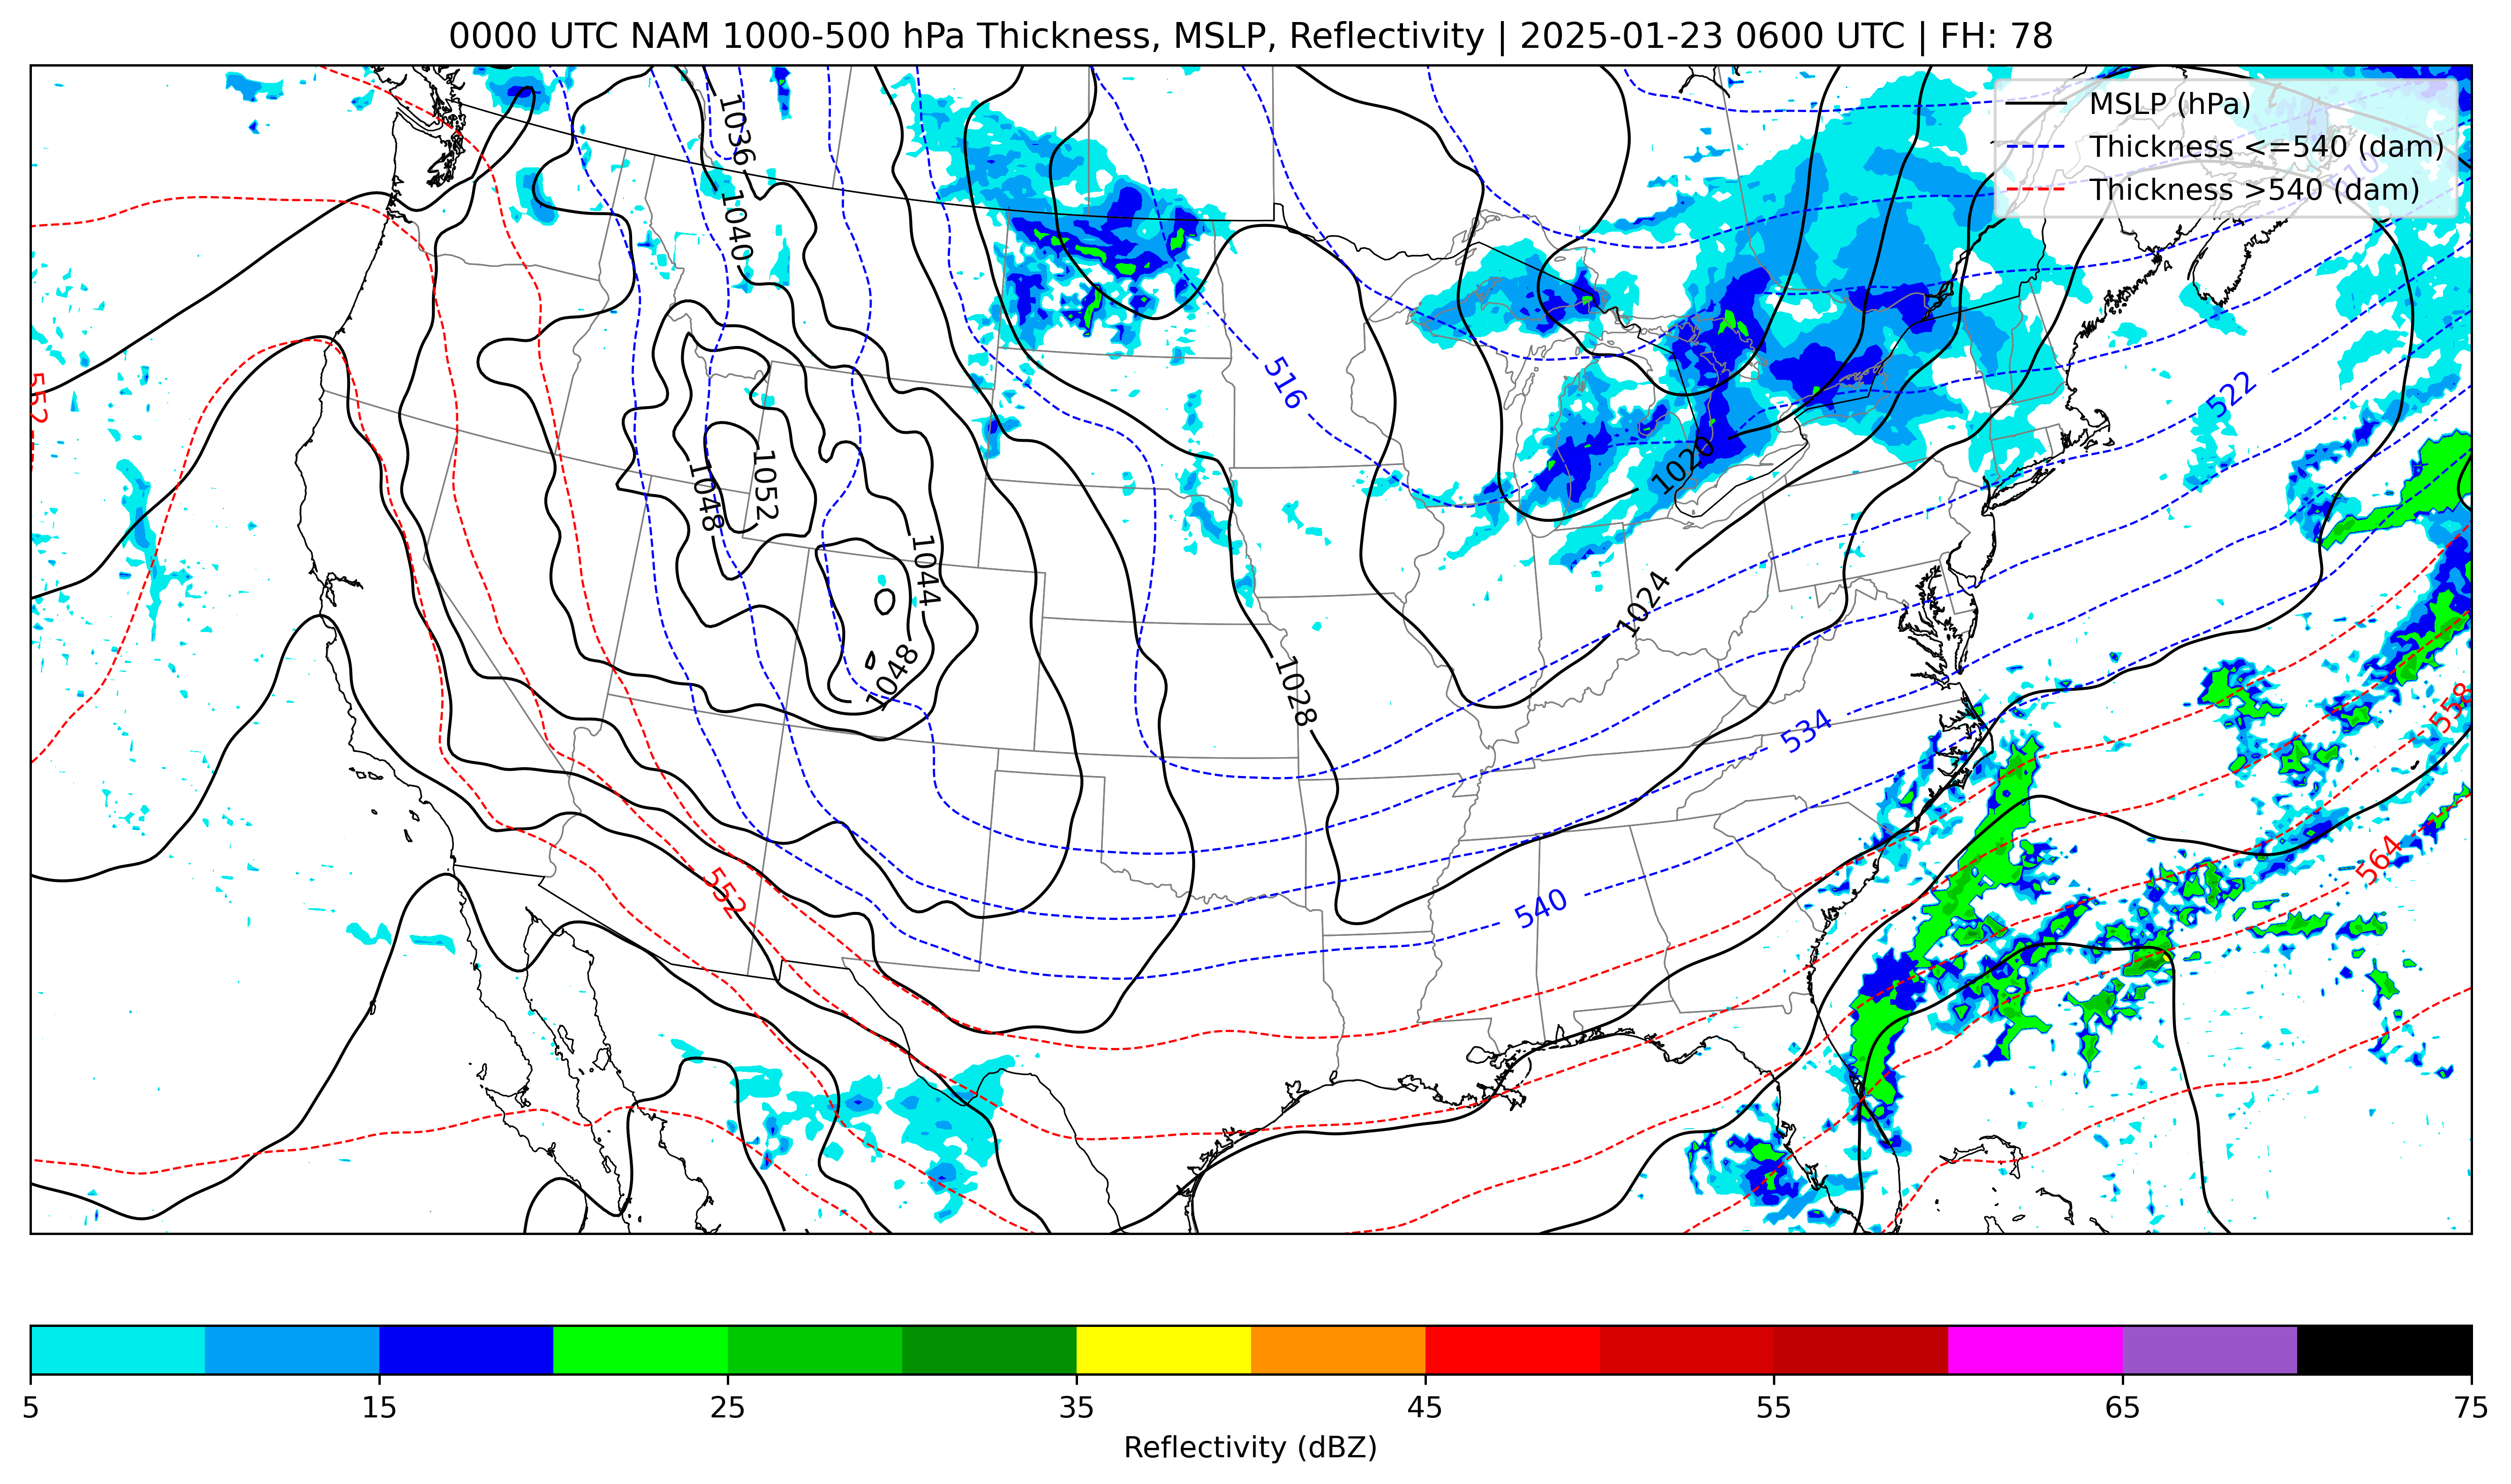 0000 UTC NAM 1000-500 hPa Thickness, MSLP, Reflectivity | 2025-01-23 0600 UTC | FH: 78
MSLP (hPa)
Thickness <=540 (dam)
Thickness >540 (dam)
1036
1040
516
552
522
1020
1052
1048
1044
1024
1048
1028
534
558
564
552
540
5 15 25 35 45 55 65 75
Reflectivity (dBZ)